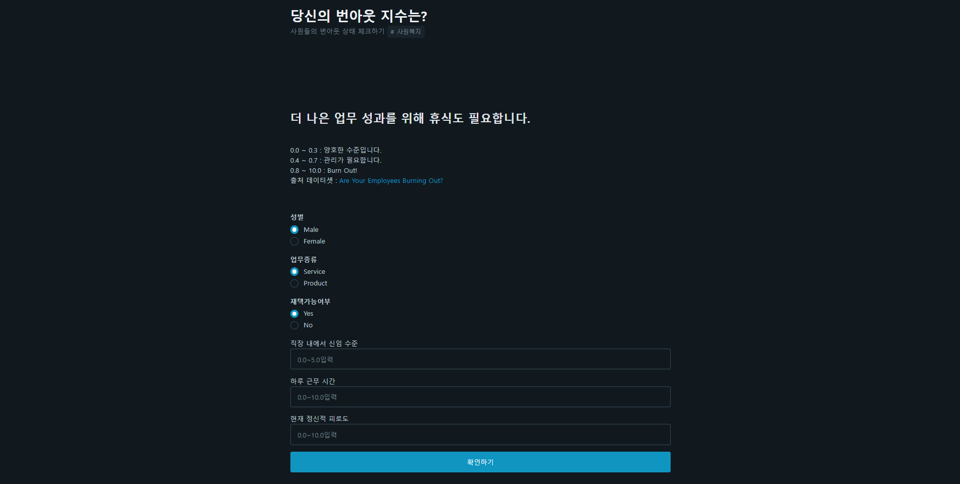 당신의 번아웃 지수는?
사원들의 번아웃 상태 체크하기 # 사원복지
더 나은 업무 성과를 위해 휴식도 필요합니다.
0.0 ~ 0.3 : 양호한 수준입니다.
0.4 ~ 0.7 : 관리가 필요합니다.
0.8 ~ 10.0 : Burn Out!
출처 데이터셋 : Are Your Employees Burning Out?
성별
Male
Female
업무종류
Service
Product
재택가능여부
Yes
No
직장 내에서 신임 수준
0.0~5.0입력
하루 근무 시간
0.0~10.0입력
현재 정신적 피로도
0.0~10.0입력
확인하기